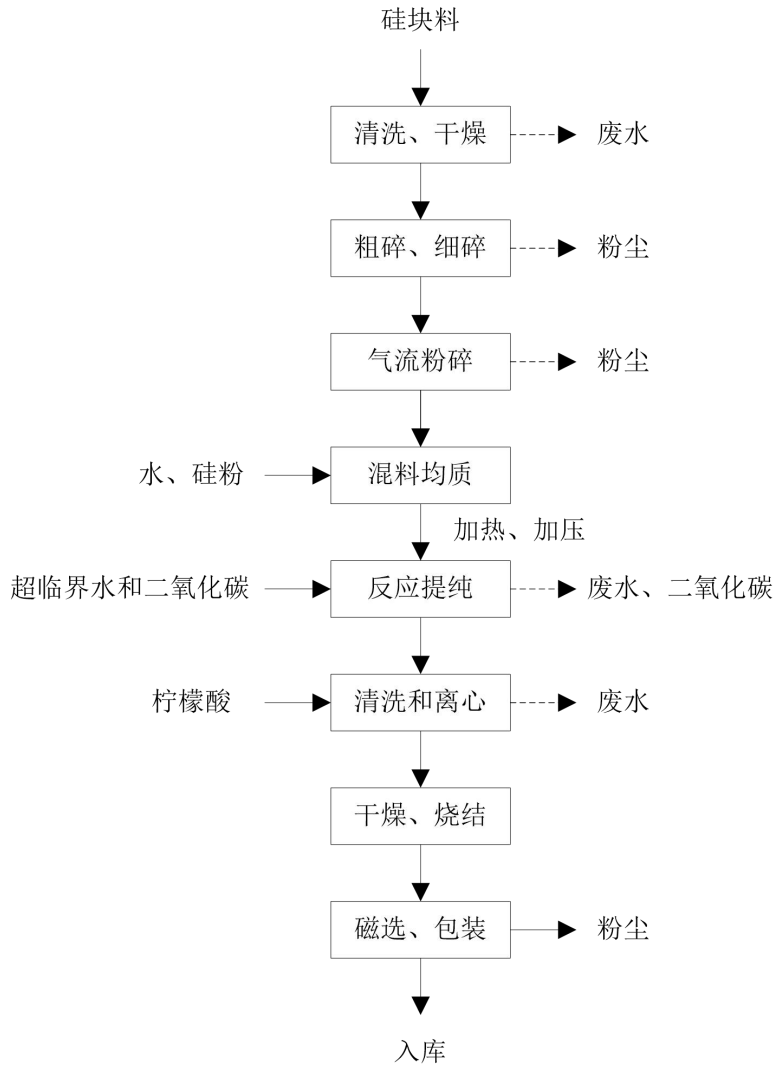 硅块料
清洗、干燥
废水
粗碎、细碎
粉尘
气流粉碎
粉尘
水、硅粉
混料均质
加热、加压
超临界水和二氧化碳
反应提纯
废水、二氧化碳
柠檬酸
清洗和离心
废水
干燥、烧结
磁选、包装
粉尘
入库